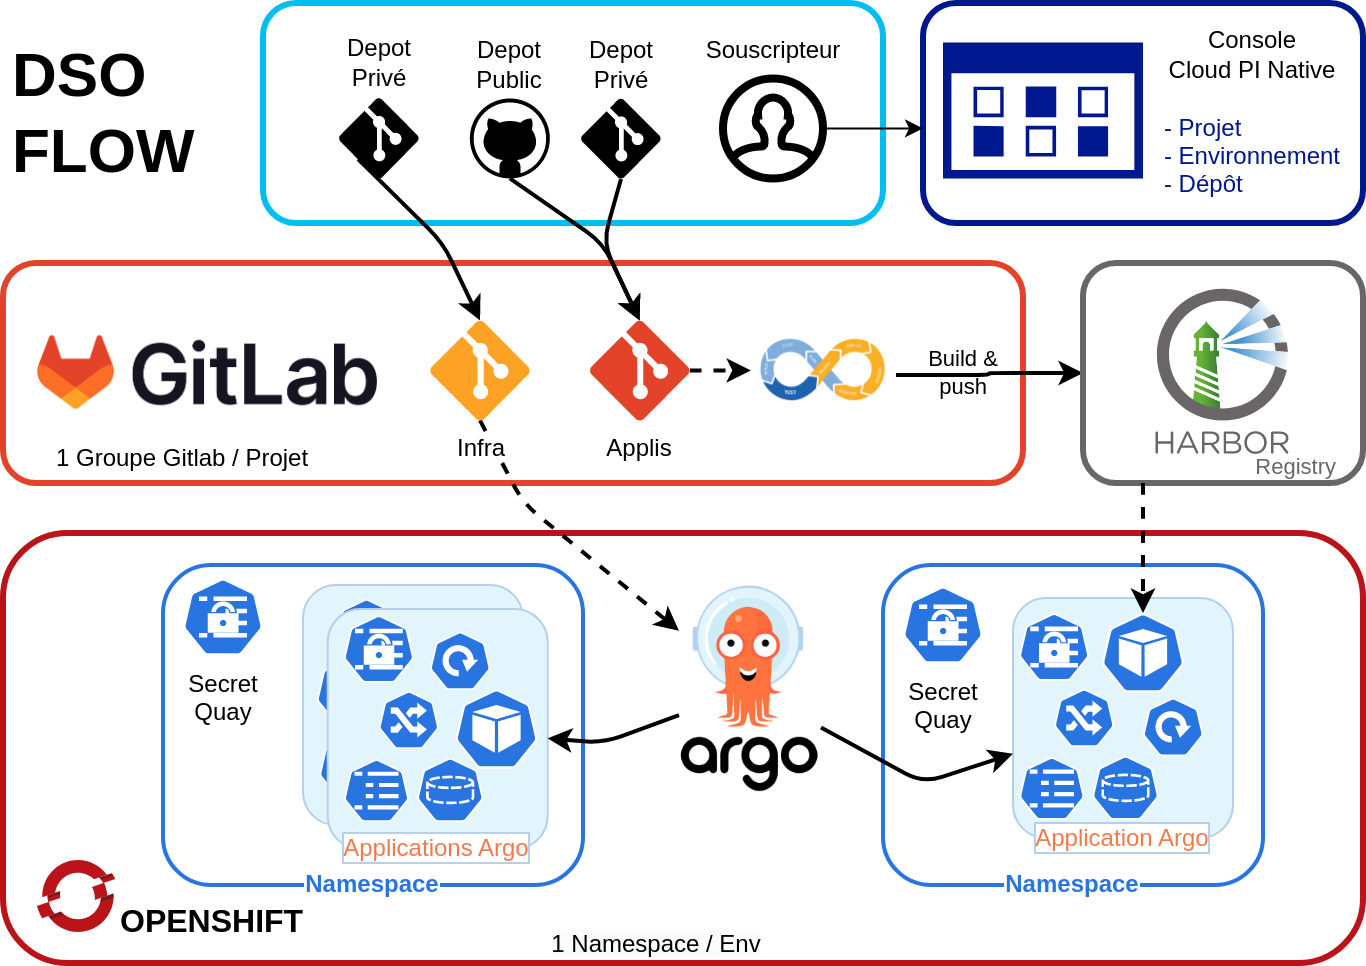 DSO
FLOW
Depot
Privé
Depot
Public
Depot
Privé
Souscripteur
Console
Cloud PI Native
- Projet
- Environnement
- Dépôt
GitLab
1 Groupe Gitlab / Projet
Infra
Applis
Build &
push
HARBOR
Registry
Secret
Quay
Applications Argo
Namespace
argo
Secret
Quay
Application Argo
Namespace
OPENSHIFT
1 Namespace / Env